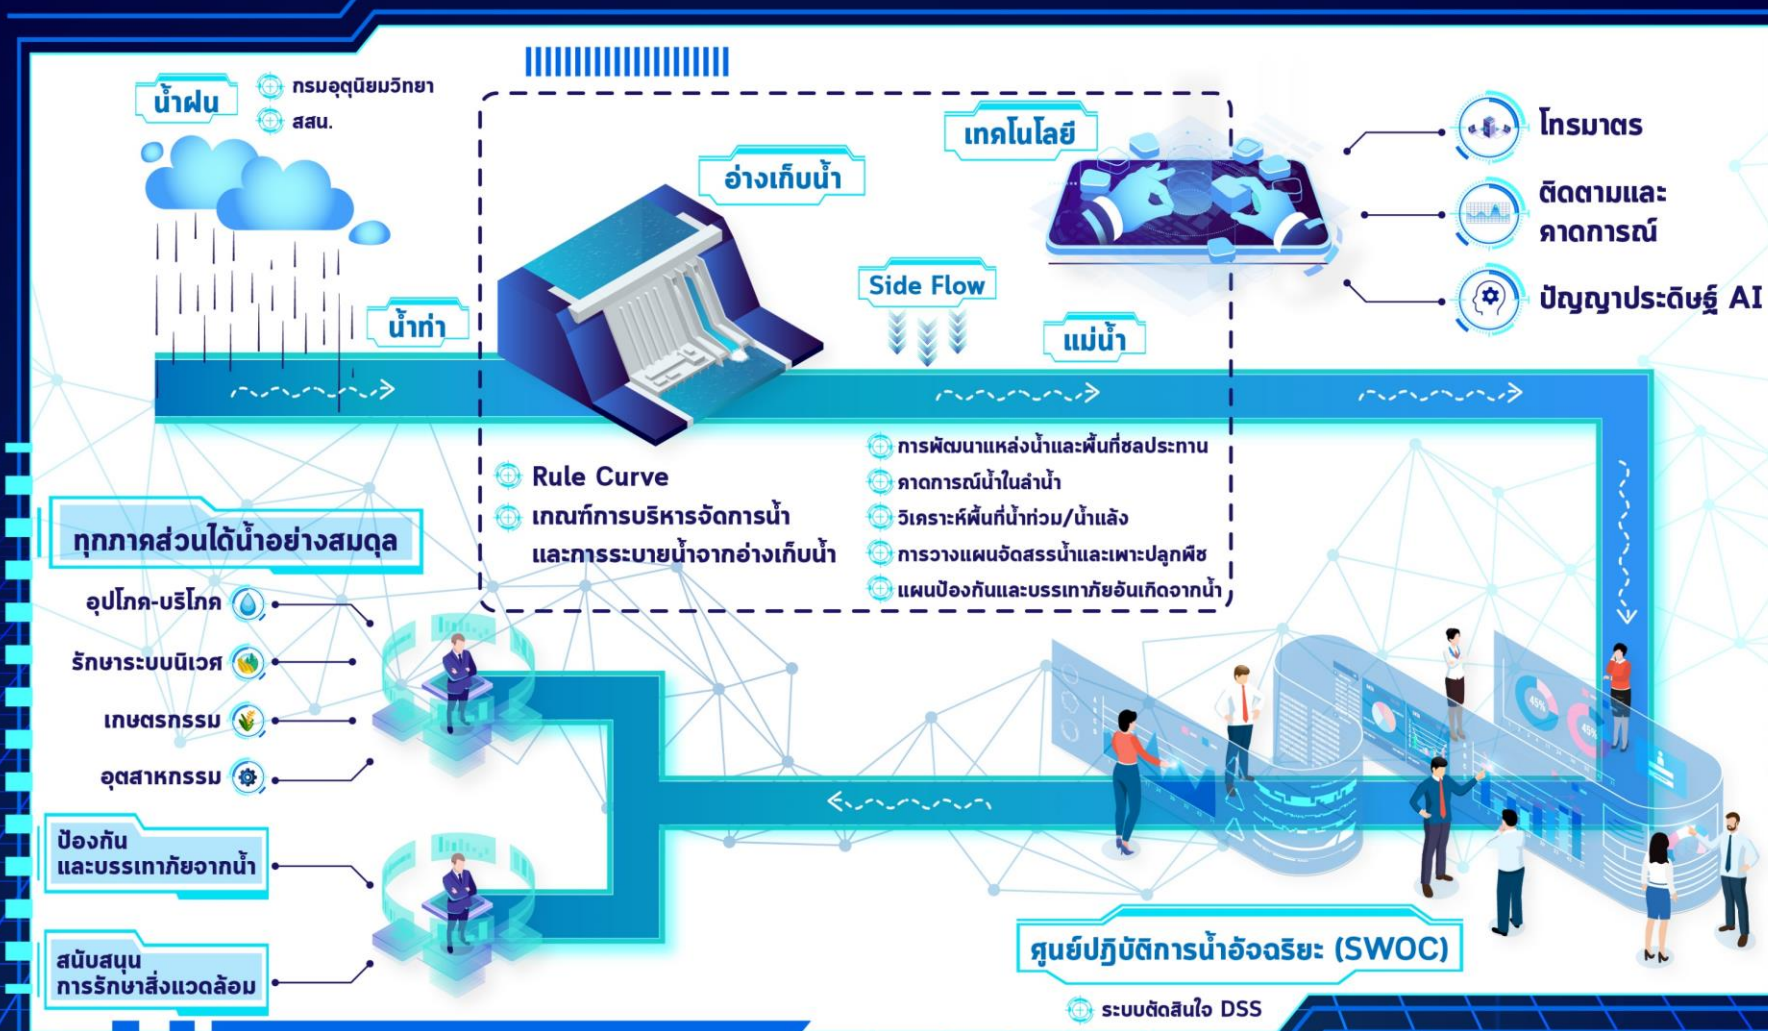 น้ำฝน
กรมอุตุนิยมวิทยา
สสน.
น้ำท่า
อ่างเก็บน้ำ
เทคโนโลยี
Side Flow
แม่น้ำ
โทรมาตร
ติดตามและ
คาดการณ์
ปัญญาประดิษฐ์ AI
Rule Curve
เกณฑ์การบริหารจัดการน้ำ
และการระบายน้ำจากอ่างเก็บน้ำ
การพัฒนาแหล่งน้ำและพื้นที่ชลประทาน
คาดการณ์น้ำในลำน้ำ
วิเคราะห์พื้นที่น้ำท่วม/น้ำแล้ง
การวางแผนจัดสรรน้ำและเพาะปลูกพืช
แผนป้องกันและบรรเทาภัยอันเกิดจากน้ำ
ทุกภาคส่วนได้น้ำอย่างสมดุล
อุปโภค-บริโภค
รักษาระบบนิเวศ
เกษตรกรรม
อุตสาหกรรม
ป้องกัน
และบรรเทาภัยจากน้ำ
สนับสนุน
การรักษาสิ่งแวดล้อม
45%
45%
ศูนย์ปฏิบัติการน้ำอัจฉริยะ (SWOC)
ระบบตัดสินใจ DSS